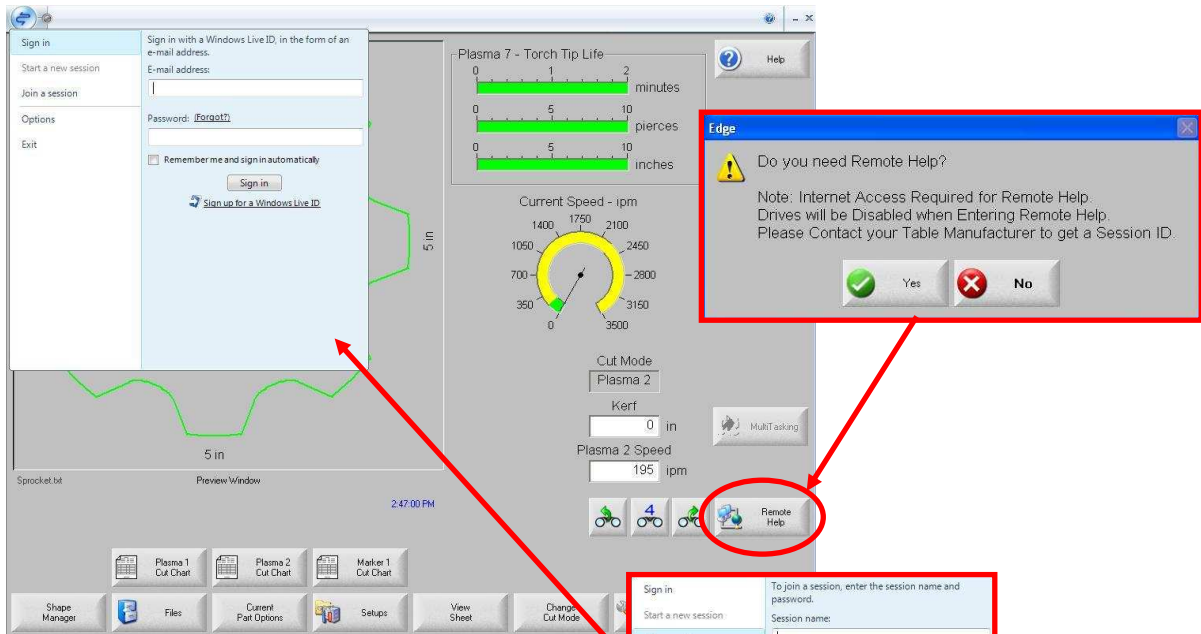 Sign in
Start a new session
Join a session
Options
Exit
Sign in with a Windows Live ID, in the form of an
e-mail address.
E-mail address:
Password: (Forgot?)
Remember me and sign in automatically
Sign in
Sign up for a Windows Live ID
5 in
5 in
Sprocket.txt
Preview Window
2:47:00 PM
Plasma 7 - Torch Tip Life
0 1 2
minutes
0 5 10
pierces
0 5 10
inches
Help
Current Speed - ipm
0 350 700 1050 1400 1750 2100 2450 2800 3150 3500
Cut Mode
Plasma 2
Kerf
0 in
Plasma 2 Speed
195 ipm
MultiTasking
4
Remote
Help
Edge
Do you need Remote Help?
Note: Internet Access Required for Remote Help.
Drives will be Disabled when Entering Remote Help.
Please Contact your Table Manufacturer to get a Session ID.
Yes
No
Plasma 1
Cut Chart
Plasma 2
Cut Chart
Marker 1
Cut Chart
Shape
Manager
Files
Current
Part Options
Setups
View
Sheet
Change
Cut Mode
Sign in
Start a new session
To join a session, enter the session name and
password.
Session name: